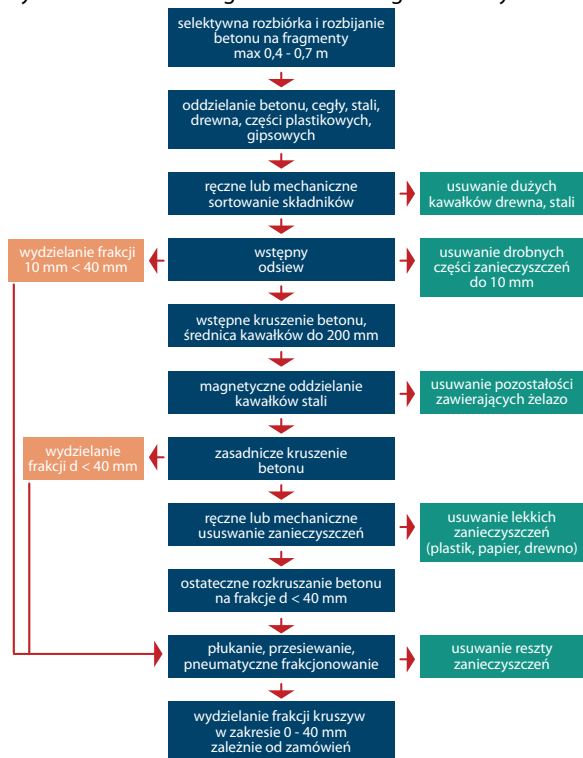 selektywna rozbiórka i rozbijanie
betonu na fragmenty
max 0,4 - 0,7 m
oddzielanie betonu, cegły, stali,
drewna, części plastikowych,
gipsowych
ręczne lub mechaniczne
sortowanie składników
usuwanie dużych
kawałków drewna, stali
wydzielanie frakcji
10 mm < 40 mm
wstępny
odsiew
usuwanie drobnych
części zanieczyszczeń
do 10 mm
wstępne kruszenie betonu,
średnica kawałków do 200 mm
magnetyczne oddzielanie
kawałków stali
usuwanie pozostałości
zawierających żelazo
wydzielanie
frakcji d < 40 mm
zasadnicze kruszenie
betonu
ręczne lub mechaniczne
ususwanie zanieczyszczeń
usuwanie lekkich
zanieczyszczeń
(plastik, papier, drewno)
ostateczne rozkruszanie betonu
na frakcje d < 40 mm
płukanie, przesiewanie,
pneumatyczne frakcjonowanie
usuwanie reszty
zanieczyszczeń
wydzielanie frakcji kruszyw
w zakresie 0 - 40 mm
zależnie od zamówień